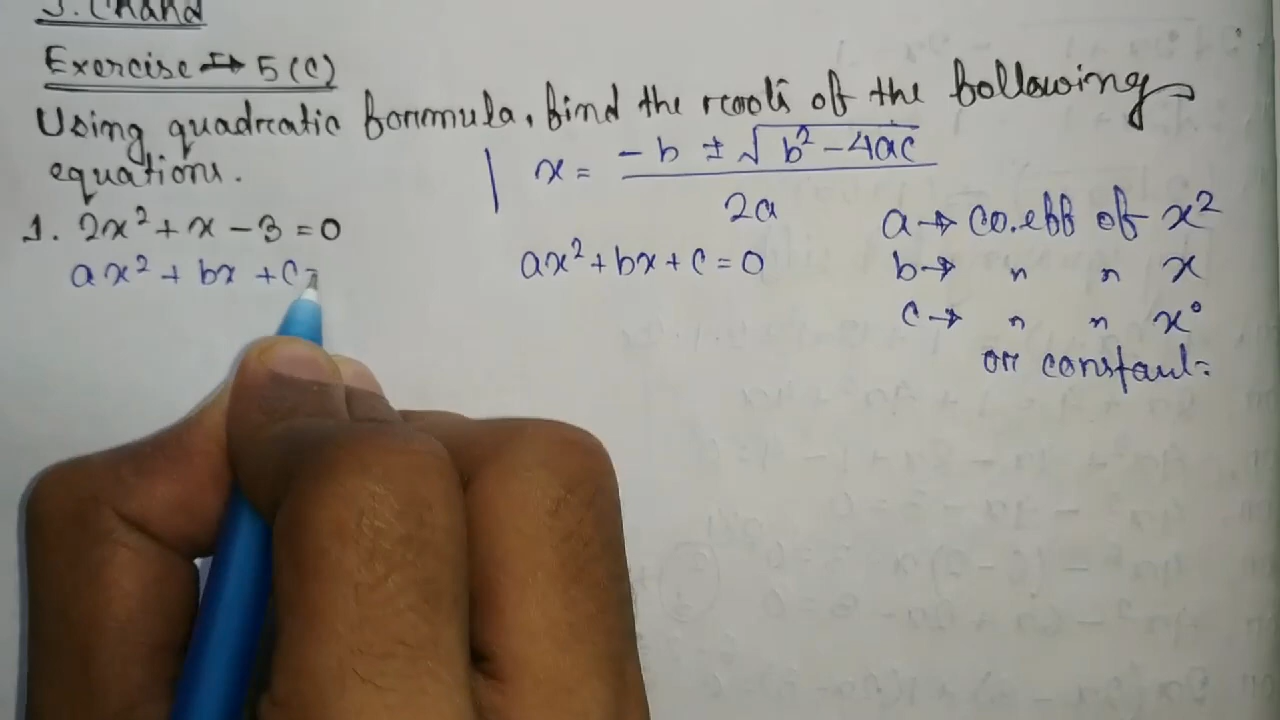 S. Chand
Exercise → 5(c)
Using quadratic formula, find the roots of the following
equations.
x = −b ± √b² − 4ac / 2a
1. 2x² + x − 3 = 0
ax² + bx + c =
ax² + bx + c = 0
a → co.eff of x²
b → " " x
c → " " x°
or constant.